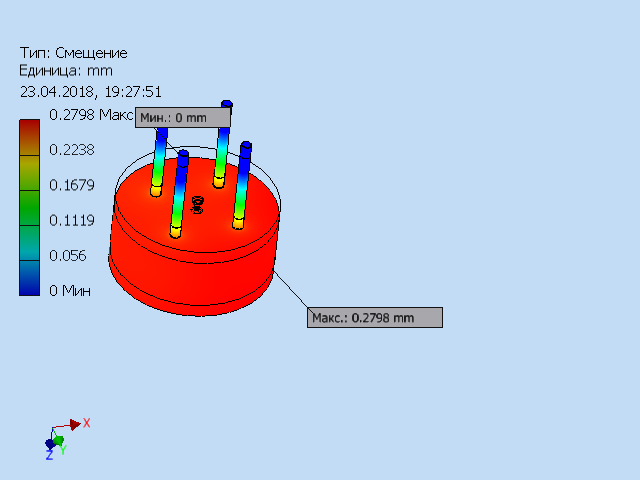 Тип: Смещение
Единица: mm
23.04.2018, 19:27:51
0.2798 Макс
Мин.: 0 mm
0.2238
0.1679
0.1119
0.056
0 Мин
Макс.: 0.2798 mm
X
Y
Z